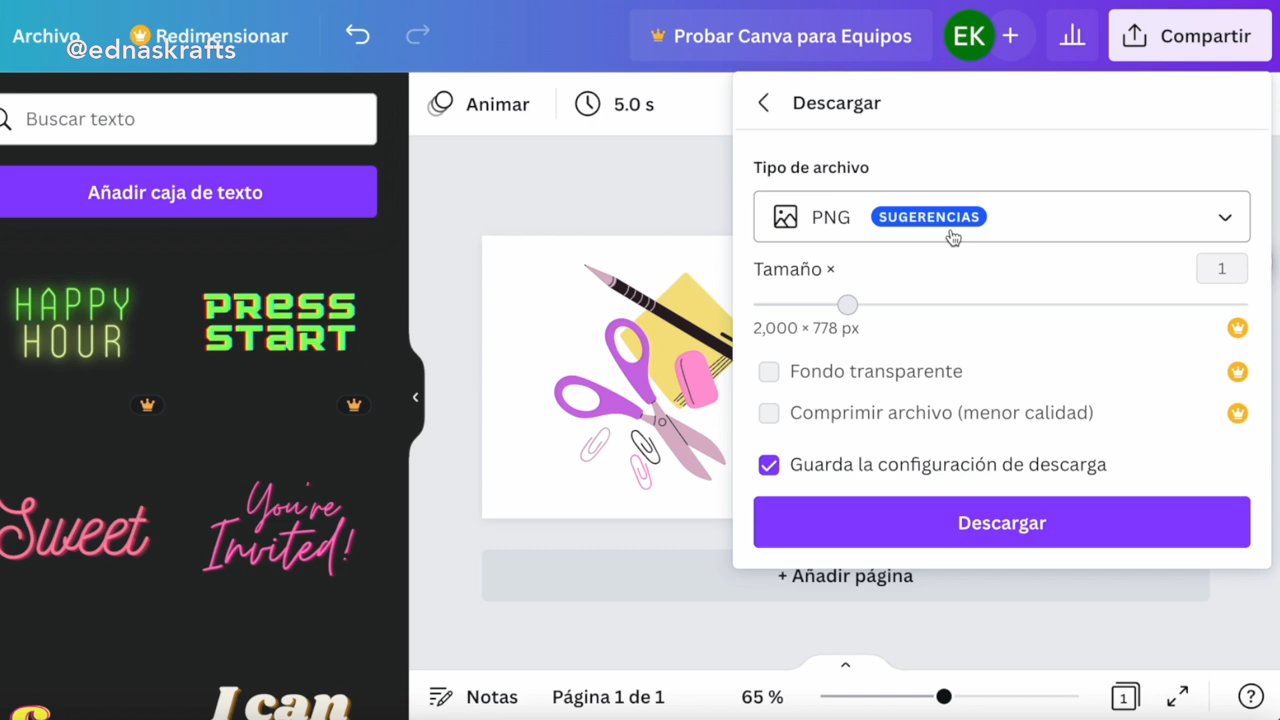 Archivo
Redimensionar
@ednaskrafts
Probar Canva para Equipos
EK
+
Compartir
Buscar texto
Añadir caja de texto
HAPPY
HOUR
PRESS
START
Sweet
You're
Invited!
I can
Animar
5.0 s
Descargar
Tipo de archivo
PNG
SUGERENCIAS
Tamaño ×
1
2,000 × 778 px
Fondo transparente
Comprimir archivo (menor calidad)
Guarda la configuración de descarga
Descargar
+ Añadir página
Notas
Página 1 de 1
65 %
1
?